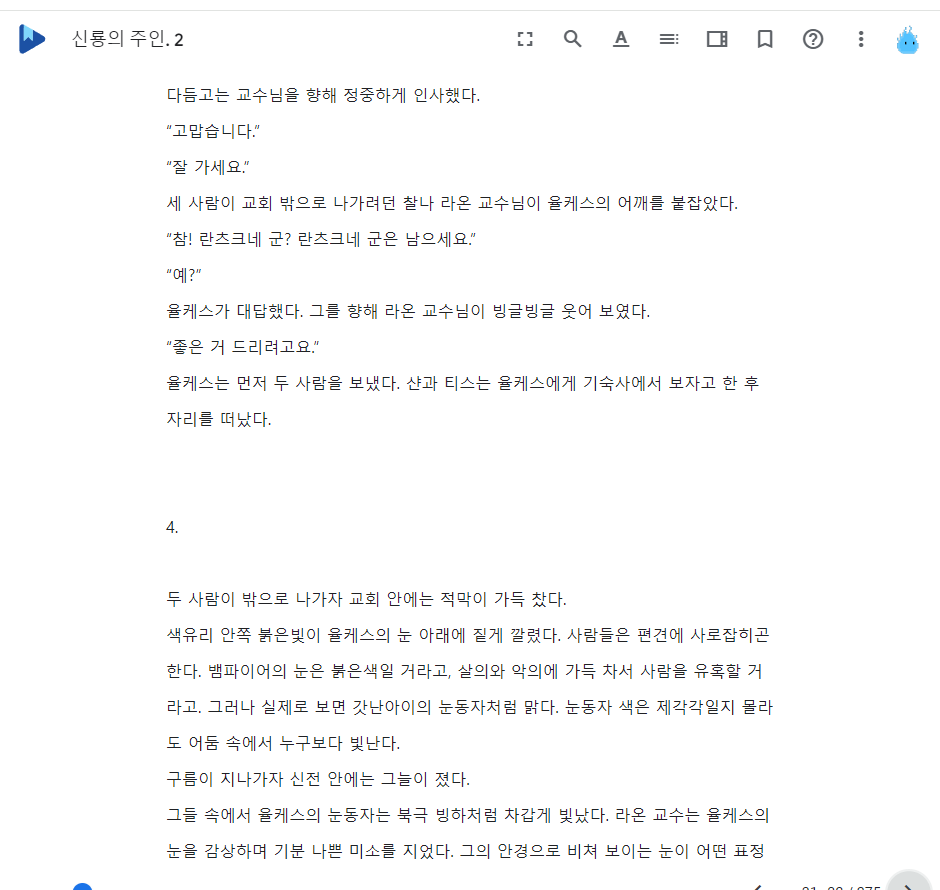 신룡의 주인. 2
다듬고는 교수님을 향해 정중하게 인사했다.
“고맙습니다.”
“잘 가세요.”
세 사람이 교회 밖으로 나가려던 찰나 라온 교수님이 율케스의 어깨를 붙잡았다.
“참! 란츠크네 군? 란츠크네 군은 남으세요.”
“예?”
율케스가 대답했다. 그를 향해 라온 교수님이 빙글빙글 웃어 보였다.
“좋은 거 드리려고요.”
율케스는 먼저 두 사람을 보냈다. 샨과 티스는 율케스에게 기숙사에서 보자고 한 후
자리를 떠났다.
4.
두 사람이 밖으로 나가자 교회 안에는 적막이 가득 찼다.
색유리 안쪽 붉은빛이 율케스의 눈 아래에 짙게 깔렸다. 사람들은 편견에 사로잡히곤
한다. 뱀파이어의 눈은 붉은색일 거라고, 살의와 악의에 가득 차서 사람을 유혹할 거
라고. 그러나 실제로 보면 갓난아이의 눈동자처럼 맑다. 눈동자 색은 제각각일지 몰라
도 어둠 속에서 누구보다 빛난다.
구름이 지나가자 신전 안에는 그늘이 졌다.
그들 속에서 율케스의 눈동자는 북극 빙하처럼 차갑게 빛났다. 라온 교수는 율케스의
눈을 감상하며 기분 나쁜 미소를 지었다. 그의 안경으로 비쳐 보이는 눈이 어떤 표정